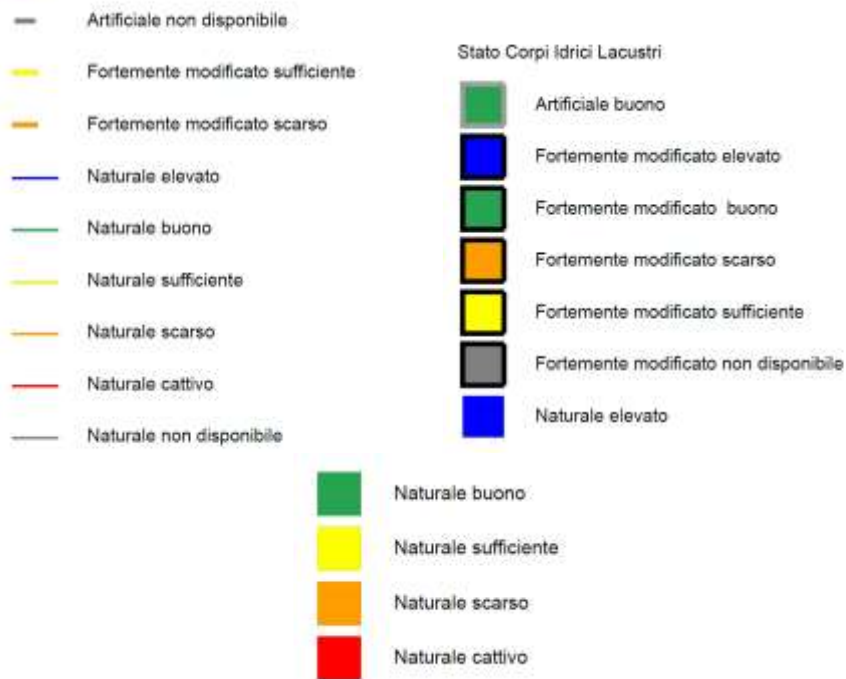 Artificiale non disponibile
Fortemente modificato sufficiente
Fortemente modificato scarso
Naturale elevato
Naturale buono
Naturale sufficiente
Naturale scarso
Naturale cattivo
Naturale non disponibile
Stato Corpi Idrici Lacustri
Artificiale buono
Fortemente modificato elevato
Fortemente modificato buono
Fortemente modificato scarso
Fortemente modificato sufficiente
Fortemente modificato non disponibile
Naturale elevato
Naturale buono
Naturale sufficiente
Naturale scarso
Naturale cattivo